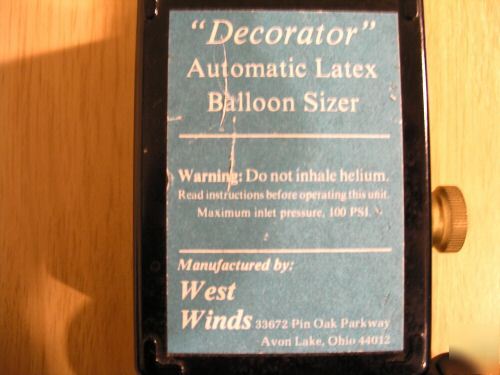 "Decorator"
Automatic Latex
Balloon Sizer
Warning: Do not inhale helium.
Read instructions before operating this unit.
Maximum inlet pressure, 100 PSI.
Manufactured by:
West
Winds 33672 Pin Oak Parkway
Avon Lake, Ohio 44012